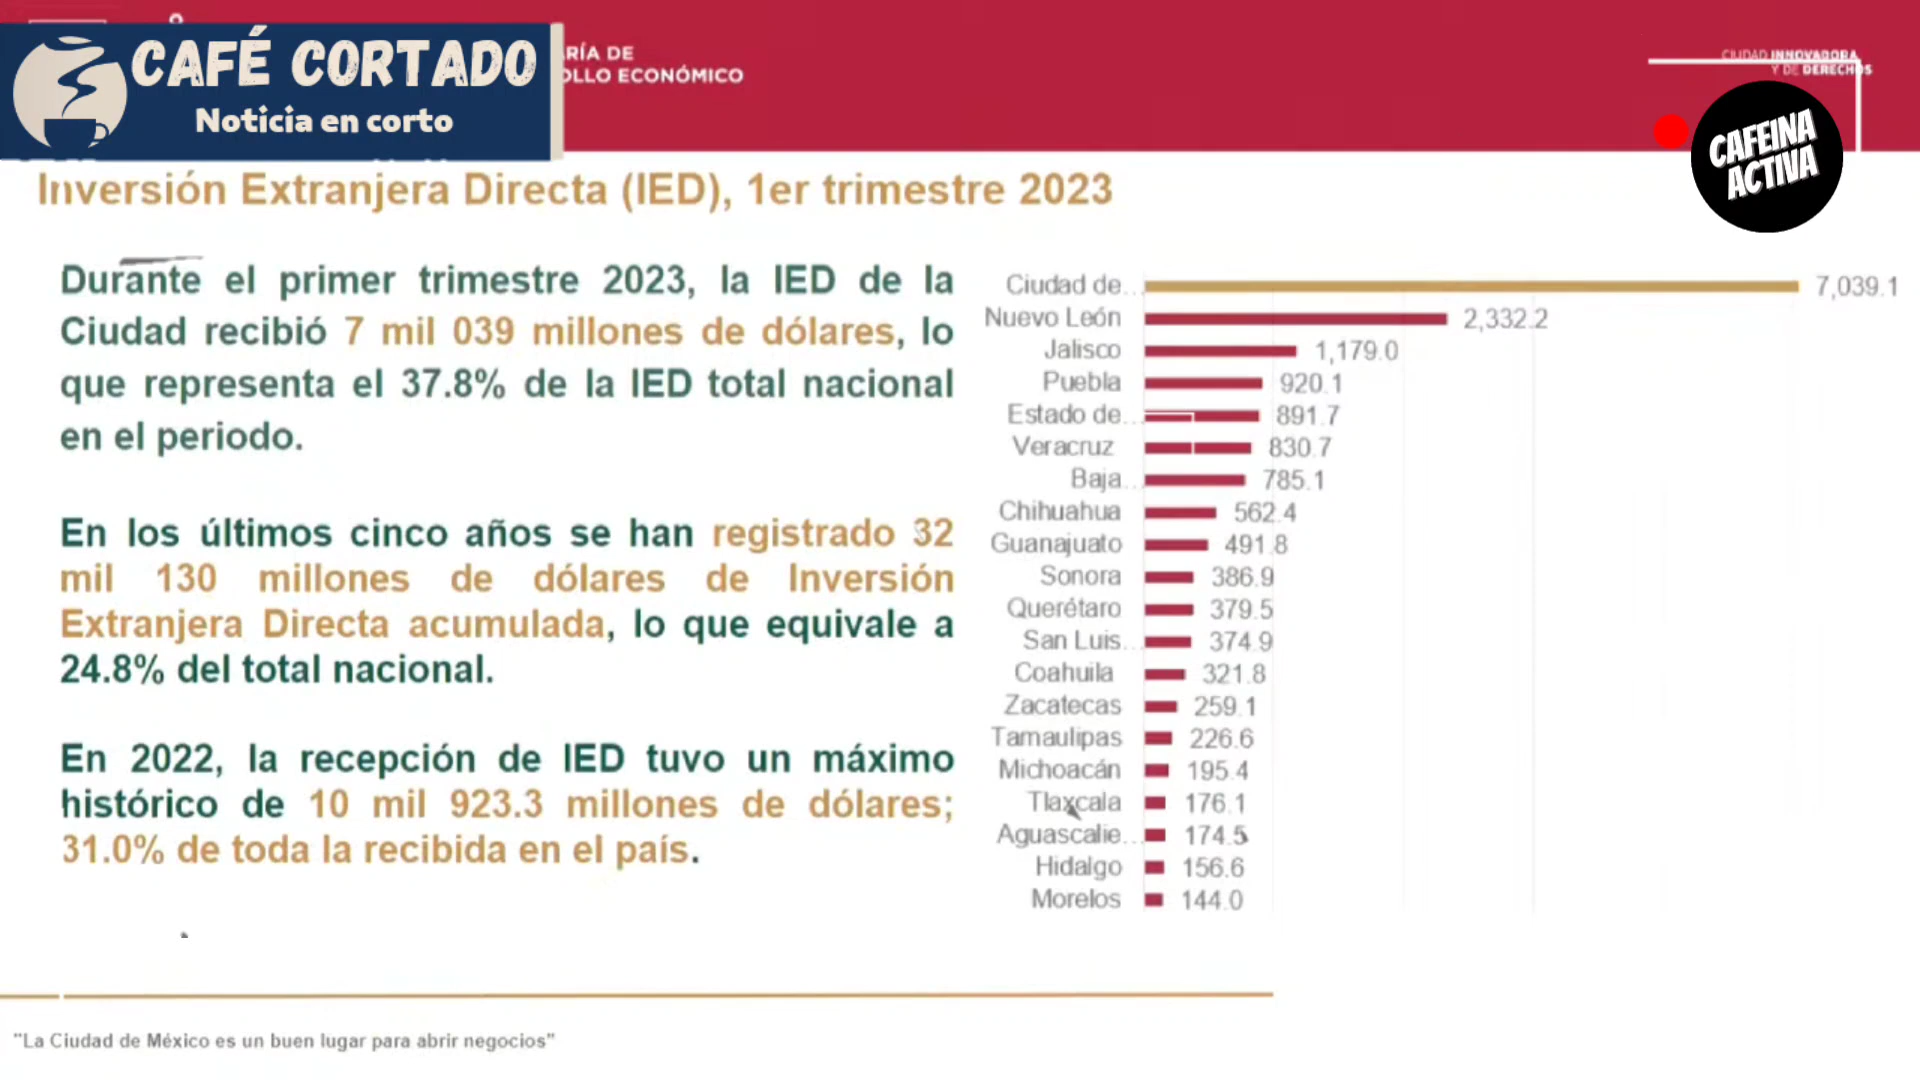 CAFÉ CORTADO
Noticia en corto
RÍA DE
OLLO ECONÓMICO
CIUDAD INNOVADORA
Y DE DERECHOS
CAFEINA
ACTIVA
Inversión Extranjera Directa (IED), 1er trimestre 2023
Durante el primer trimestre 2023, la IED de la
Ciudad recibió 7 mil 039 millones de dólares, lo
que representa el 37.8% de la IED total nacional
en el periodo.
En los últimos cinco años se han registrado 32
mil 130 millones de dólares de Inversión
Extranjera Directa acumulada, lo que equivale a
24.8% del total nacional.
En 2022, la recepción de IED tuvo un máximo
histórico de 10 mil 923.3 millones de dólares;
31.0% de toda la recibida en el país.
Ciudad de... 7,039.1
Nuevo León 2,332.2
Jalisco 1,179.0
Puebla 920.1
Estado de... 891.7
Veracruz 830.7
Baja... 785.1
Chihuahua 562.4
Guanajuato 491.8
Sonora 386.9
Querétaro 379.5
San Luis... 374.9
Coahuila 321.8
Zacatecas 259.1
Tamaulipas 226.6
Michoacán 195.4
Tlaxcala 176.1
Aguascalie... 174.5
Hidalgo 156.6
Morelos 144.0
"La Ciudad de México es un buen lugar para abrir negocios"